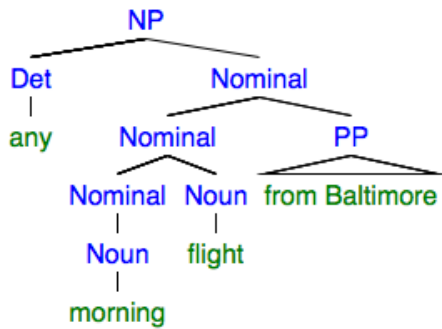 NP
Det Nominal
any Nominal PP
Nominal Noun from Baltimore
Noun flight
morning